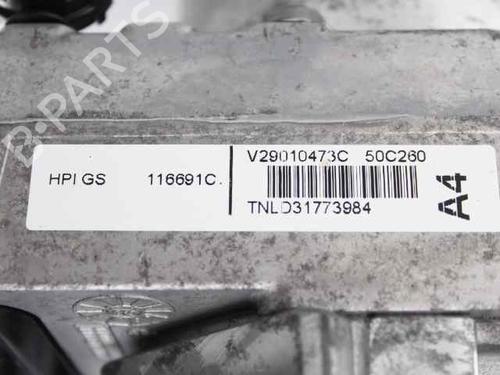 B-PARTS
HPI GS 116691C.
V29010473C 50C260
TNLD31773984
A4